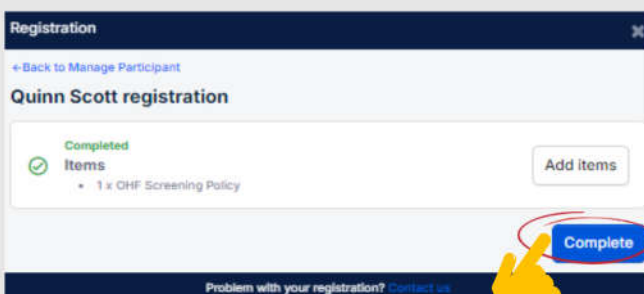 Registration
←Back to Manage Participant
Quinn Scott registration
Completed
Items
Add items
• 1 x OHF Screening Policy
Complete
Problem with your registration? Contact us